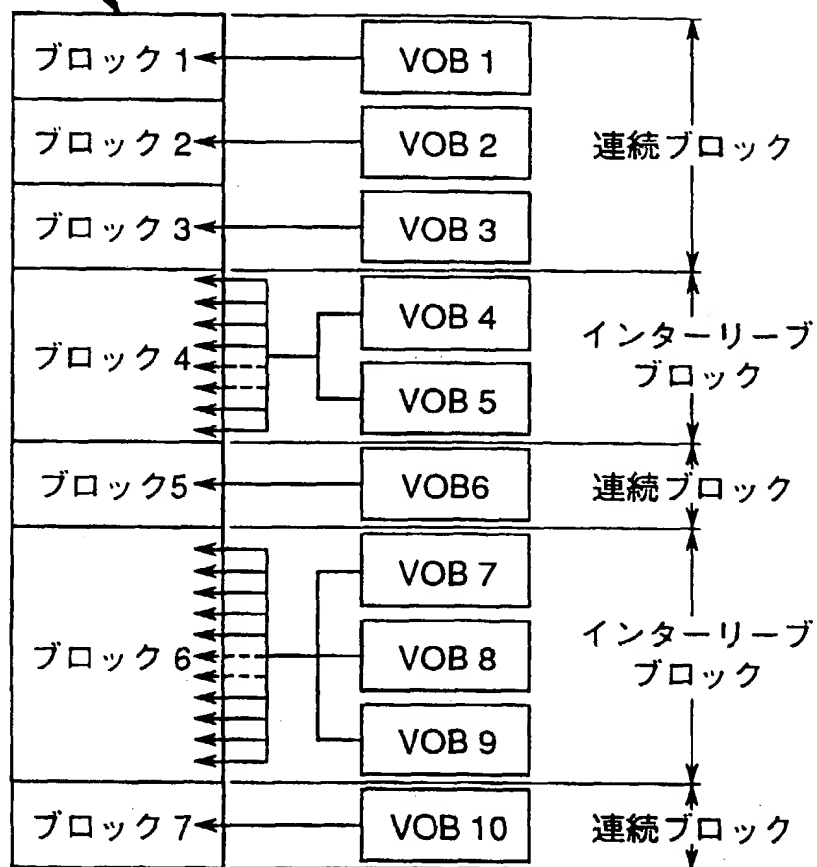 ブロック 1
VOB 1
ブロック 2
VOB 2
連続ブロック
ブロック 3
VOB 3
ブロック 4
VOB 4
VOB 5
インターリーブ
ブロック
ブロック5
VOB6
連続ブロック
ブロック 6
VOB 7
VOB 8
VOB 9
インターリーブ
ブロック
ブロック 7
VOB 10
連続ブロック